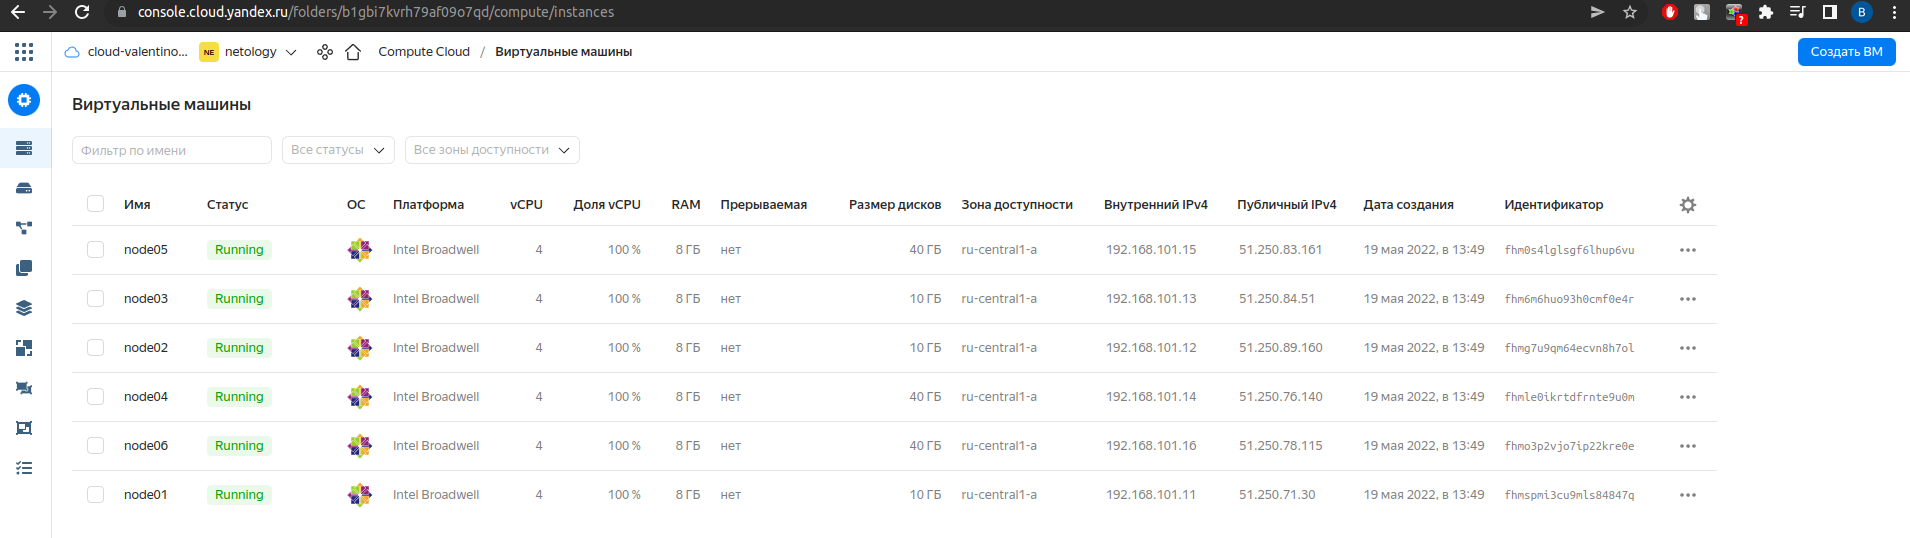 console.cloud.yandex.ru/folders/b1gbi7kvrh79af09o7qd/compute/instances
?
B
cloud-valentino... NE netology Compute Cloud / Виртуальные машины Создать ВМ
Виртуальные машины
Фильтр по имени Все статусы Все зоны доступности
Имя Статус ОС Платформа vCPU Доля vCPU RAM Прерываемая Размер дисков Зона доступности Внутренний IPv4 Публичный IPv4 Дата создания Идентификатор
node05 Running Intel Broadwell 4 100 % 8 ГБ нет 40 ГБ ru-central1-a 192.168.101.15 51.250.83.161 19 мая 2022, в 13:49 fhm0s4lglsgf6lhup6vu
node03 Running Intel Broadwell 4 100 % 8 ГБ нет 10 ГБ ru-central1-a 192.168.101.13 51.250.84.51 19 мая 2022, в 13:49 fhm6m6huo93h0cmf0e4r
node02 Running Intel Broadwell 4 100 % 8 ГБ нет 10 ГБ ru-central1-a 192.168.101.12 51.250.89.160 19 мая 2022, в 13:49 fhmg7u9qm64ecvn8h7ol
node04 Running Intel Broadwell 4 100 % 8 ГБ нет 40 ГБ ru-central1-a 192.168.101.14 51.250.76.140 19 мая 2022, в 13:49 fhmle0ikrtdfrnte9u0m
node06 Running Intel Broadwell 4 100 % 8 ГБ нет 40 ГБ ru-central1-a 192.168.101.16 51.250.78.115 19 мая 2022, в 13:49 fhmo3p2vjo7ip22kre0e
node01 Running Intel Broadwell 4 100 % 8 ГБ нет 10 ГБ ru-central1-a 192.168.101.11 51.250.71.30 19 мая 2022, в 13:49 fhmspmi3cu9mls84847q